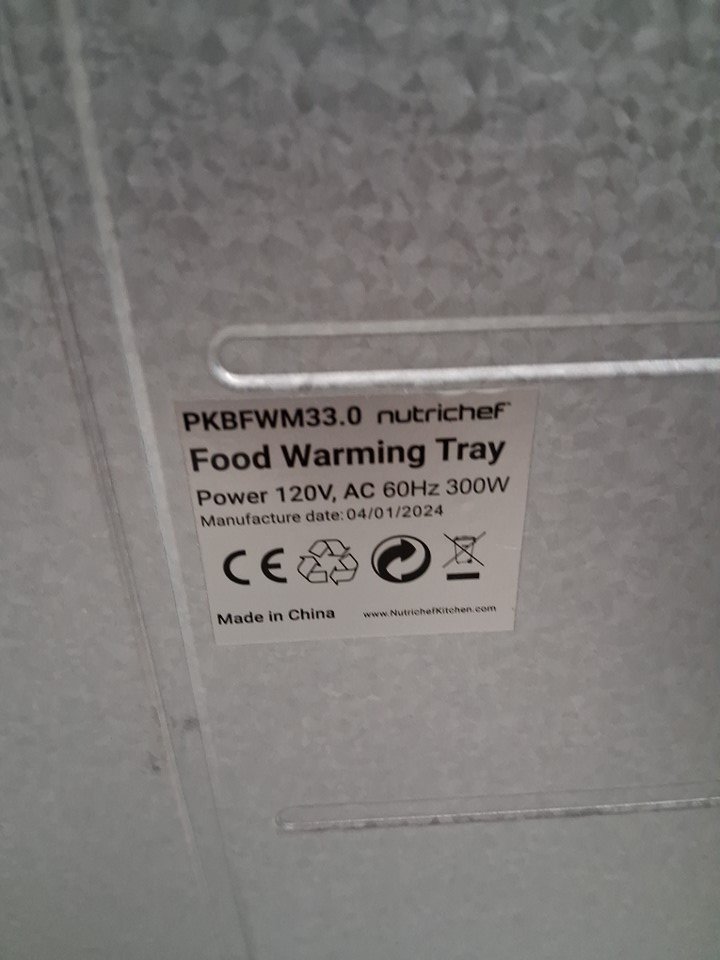 PKBFWM33.0 nutrichef
Food Warming Tray
Power 120V, AC 60Hz 300W
Manufacture date: 04/01/2024
CE
Made in China www.NutrichefKitchen.com